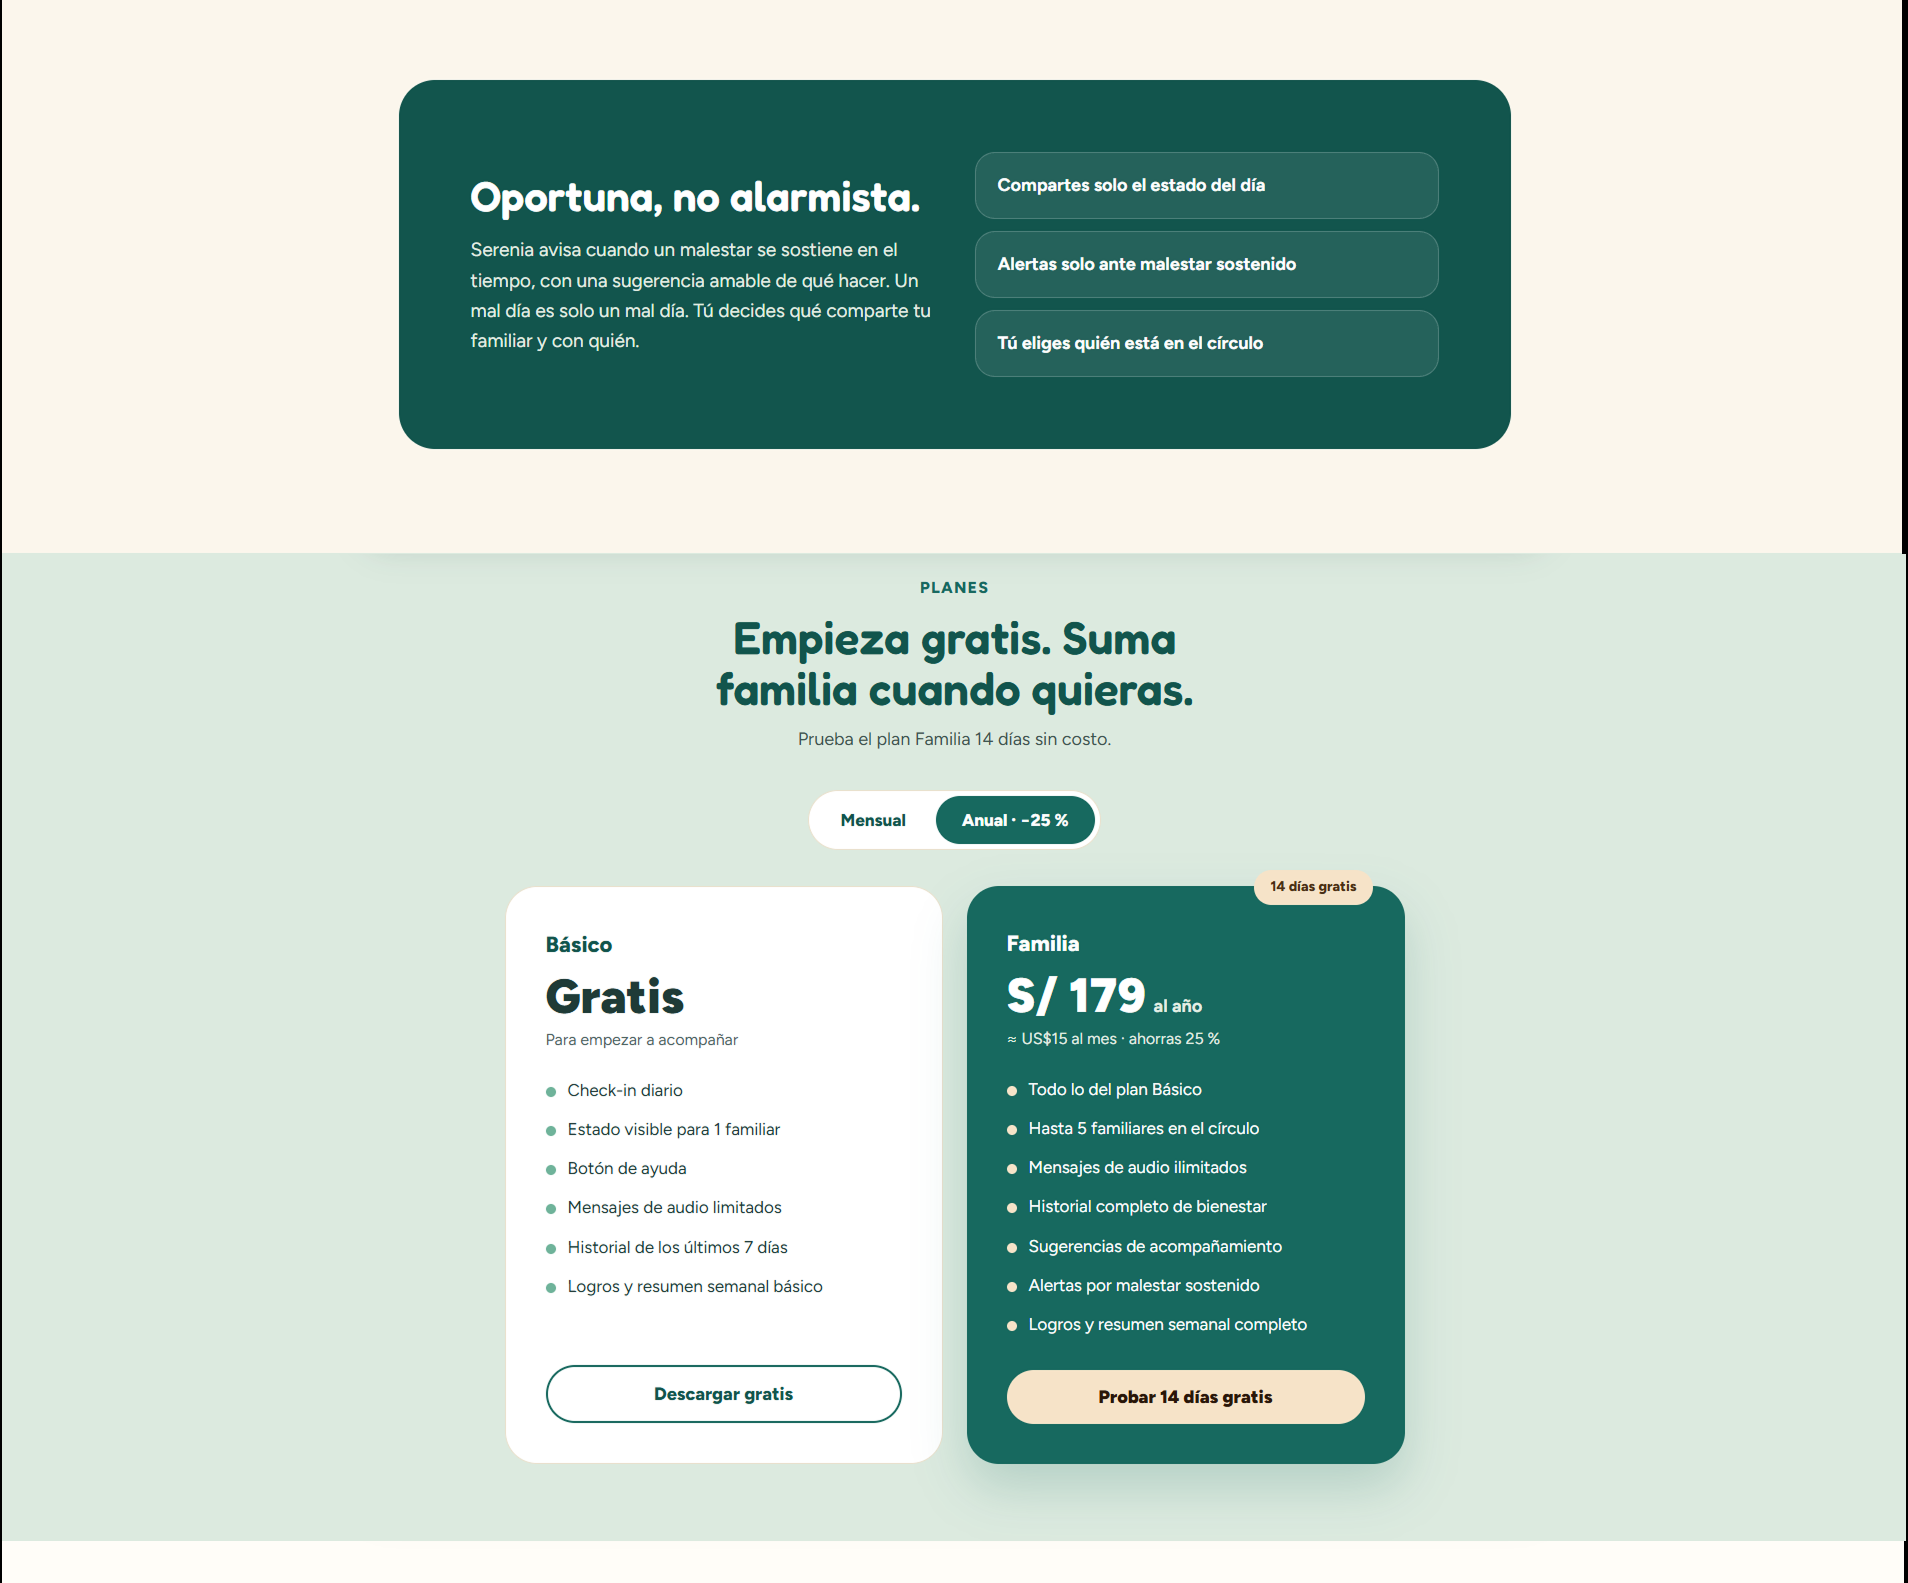 Oportuna, no alarmista.
Serenia avisa cuando un malestar se sostiene en el
tiempo, con una sugerencia amable de qué hacer. Un
mal día es solo un mal día. Tú decides qué comparte tu
familiar y con quién.
Compartes solo el estado del día
Alertas solo ante malestar sostenido
Tú eliges quién está en el círculo
PLANES
Empieza gratis. Suma
familia cuando quieras.
Prueba el plan Familia 14 días sin costo.
Mensual
Anual · −25 %
Básico
Gratis
Para empezar a acompañar
Check-in diario
Estado visible para 1 familiar
Botón de ayuda
Mensajes de audio limitados
Historial de los últimos 7 días
Logros y resumen semanal básico
Descargar gratis
14 días gratis
Familia
S/ 179 al año
≈ US$15 al mes · ahorras 25 %
Todo lo del plan Básico
Hasta 5 familiares en el círculo
Mensajes de audio ilimitados
Historial completo de bienestar
Sugerencias de acompañamiento
Alertas por malestar sostenido
Logros y resumen semanal completo
Probar 14 días gratis